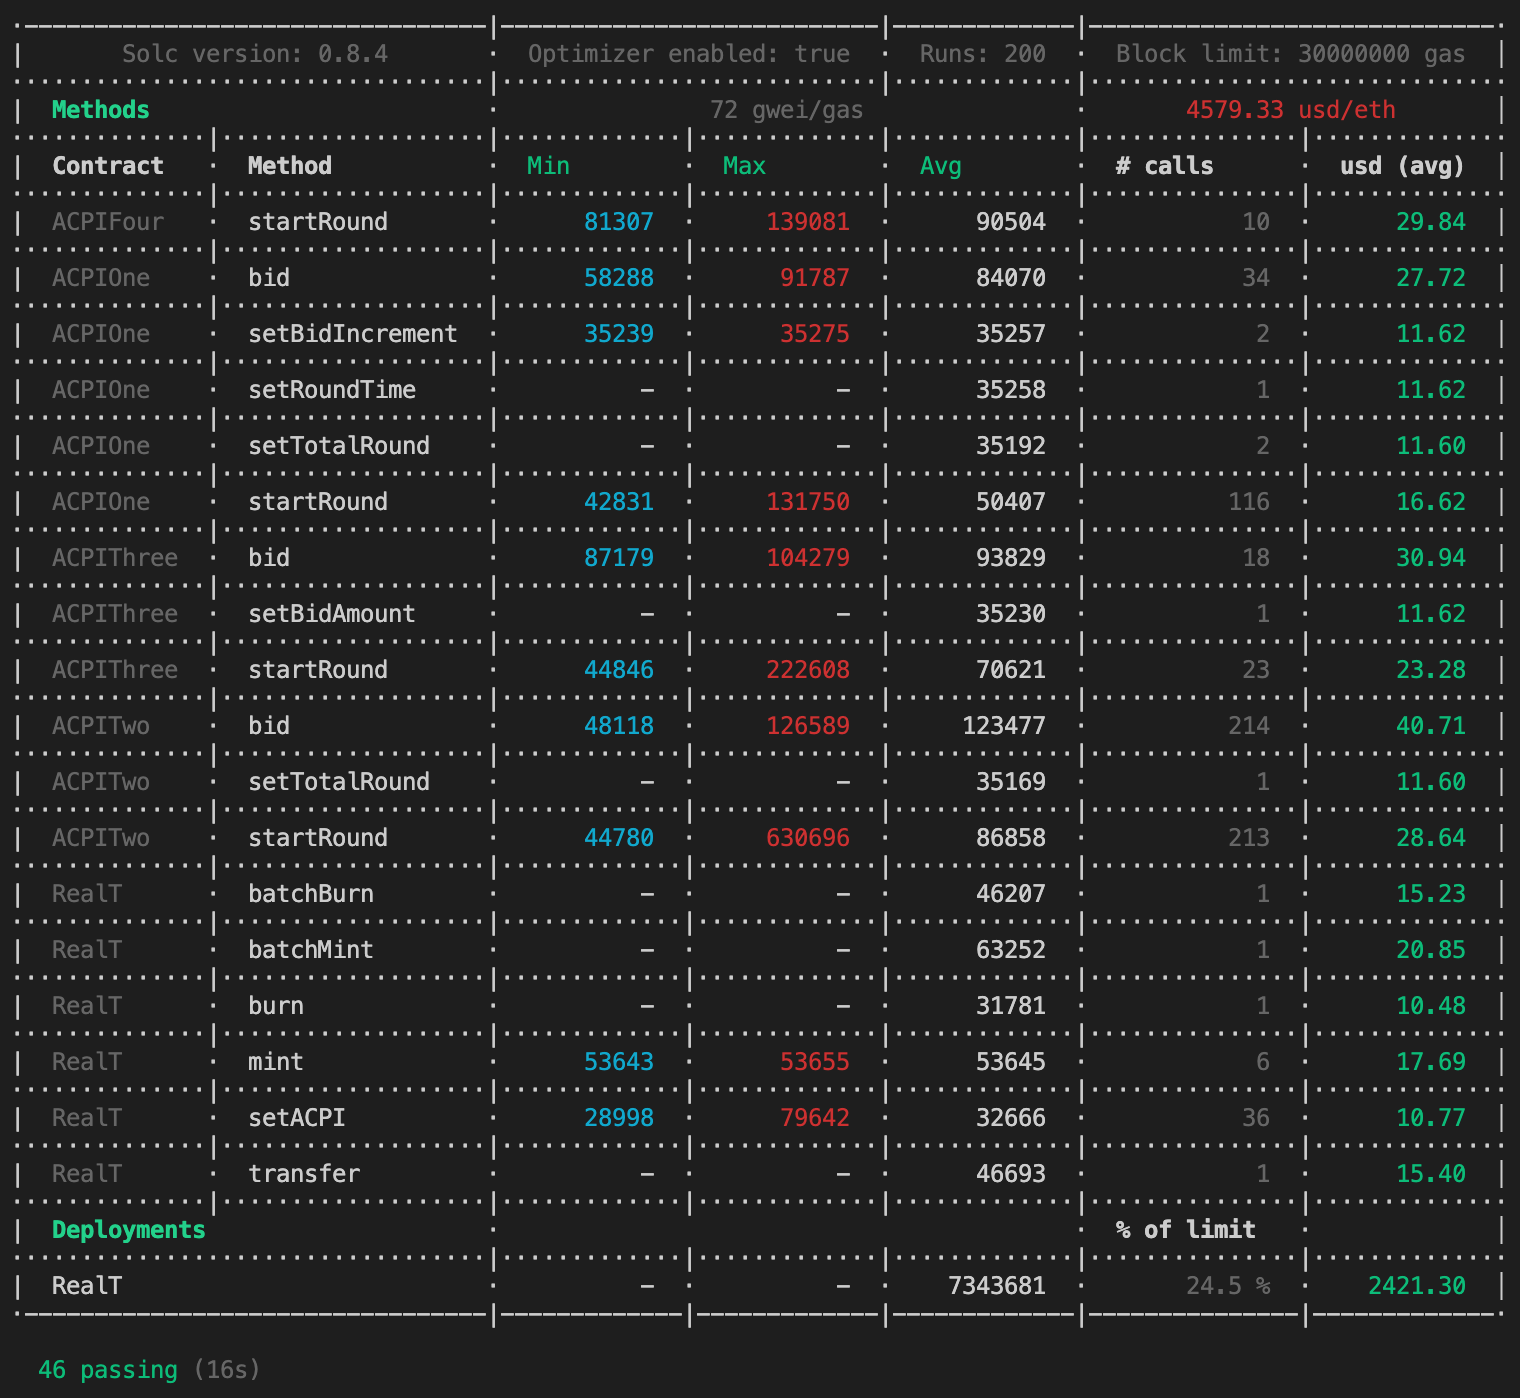 Solc version: 0.8.4 Optimizer enabled: true Runs: 200 Block limit: 30000000 gas
Methods 72 gwei/gas 4579.33 usd/eth
Contract Method Min Max Avg # calls usd (avg)
ACPIFour startRound 81307 139081 90504 10 29.84
ACPIOne bid 58288 91787 84070 34 27.72
ACPIOne setBidIncrement 35239 35275 35257 2 11.62
ACPIOne setRoundTime - - 35258 1 11.62
ACPIOne setTotalRound - - 35192 2 11.60
ACPIOne startRound 42831 131750 50407 116 16.62
ACPIThree bid 87179 104279 93829 18 30.94
ACPIThree setBidAmount - - 35230 1 11.62
ACPIThree startRound 44846 222608 70621 23 23.28
ACPITwo bid 48118 126589 123477 214 40.71
ACPITwo setTotalRound - - 35169 1 11.60
ACPITwo startRound 44780 630696 86858 213 28.64
RealT batchBurn - - 46207 1 15.23
RealT batchMint - - 63252 1 20.85
RealT burn - - 31781 1 10.48
RealT mint 53643 53655 53645 6 17.69
RealT setACPI 28998 79642 32666 36 10.77
RealT transfer - - 46693 1 15.40
Deployments % of limit
RealT - - 7343681 24.5 % 2421.30
46 passing (16s)